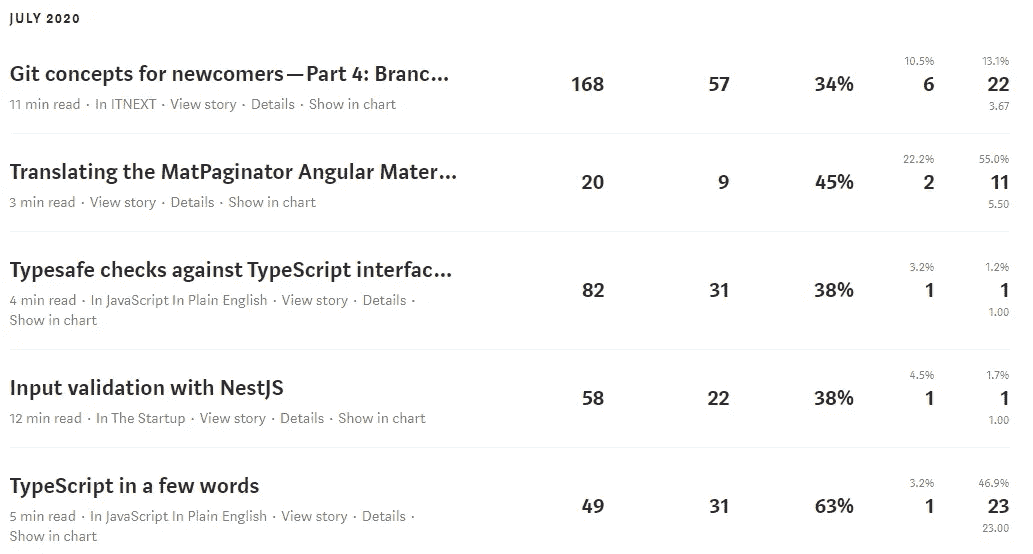 JULY 2020
10.5% 13.1%
Git concepts for newcomers — Part 4: Branc... 168 57 34% 6 22
11 min read · In ITNEXT · View story · Details · Show in chart 3.67
22.2% 55.0%
Translating the MatPaginator Angular Mater... 20 9 45% 2 11
3 min read · View story · Details · Show in chart 5.50
3.2% 1.2%
Typesafe checks against TypeScript interfac... 82 31 38% 1 1
4 min read · In JavaScript In Plain English · View story · Details · 1.00
Show in chart
4.5% 1.7%
Input validation with NestJS 58 22 38% 1 1
12 min read · In The Startup · View story · Details · Show in chart 1.00
3.2% 46.9%
TypeScript in a few words 49 31 63% 1 23
5 min read · In JavaScript In Plain English · View story · Details · 23.00
Show in chart